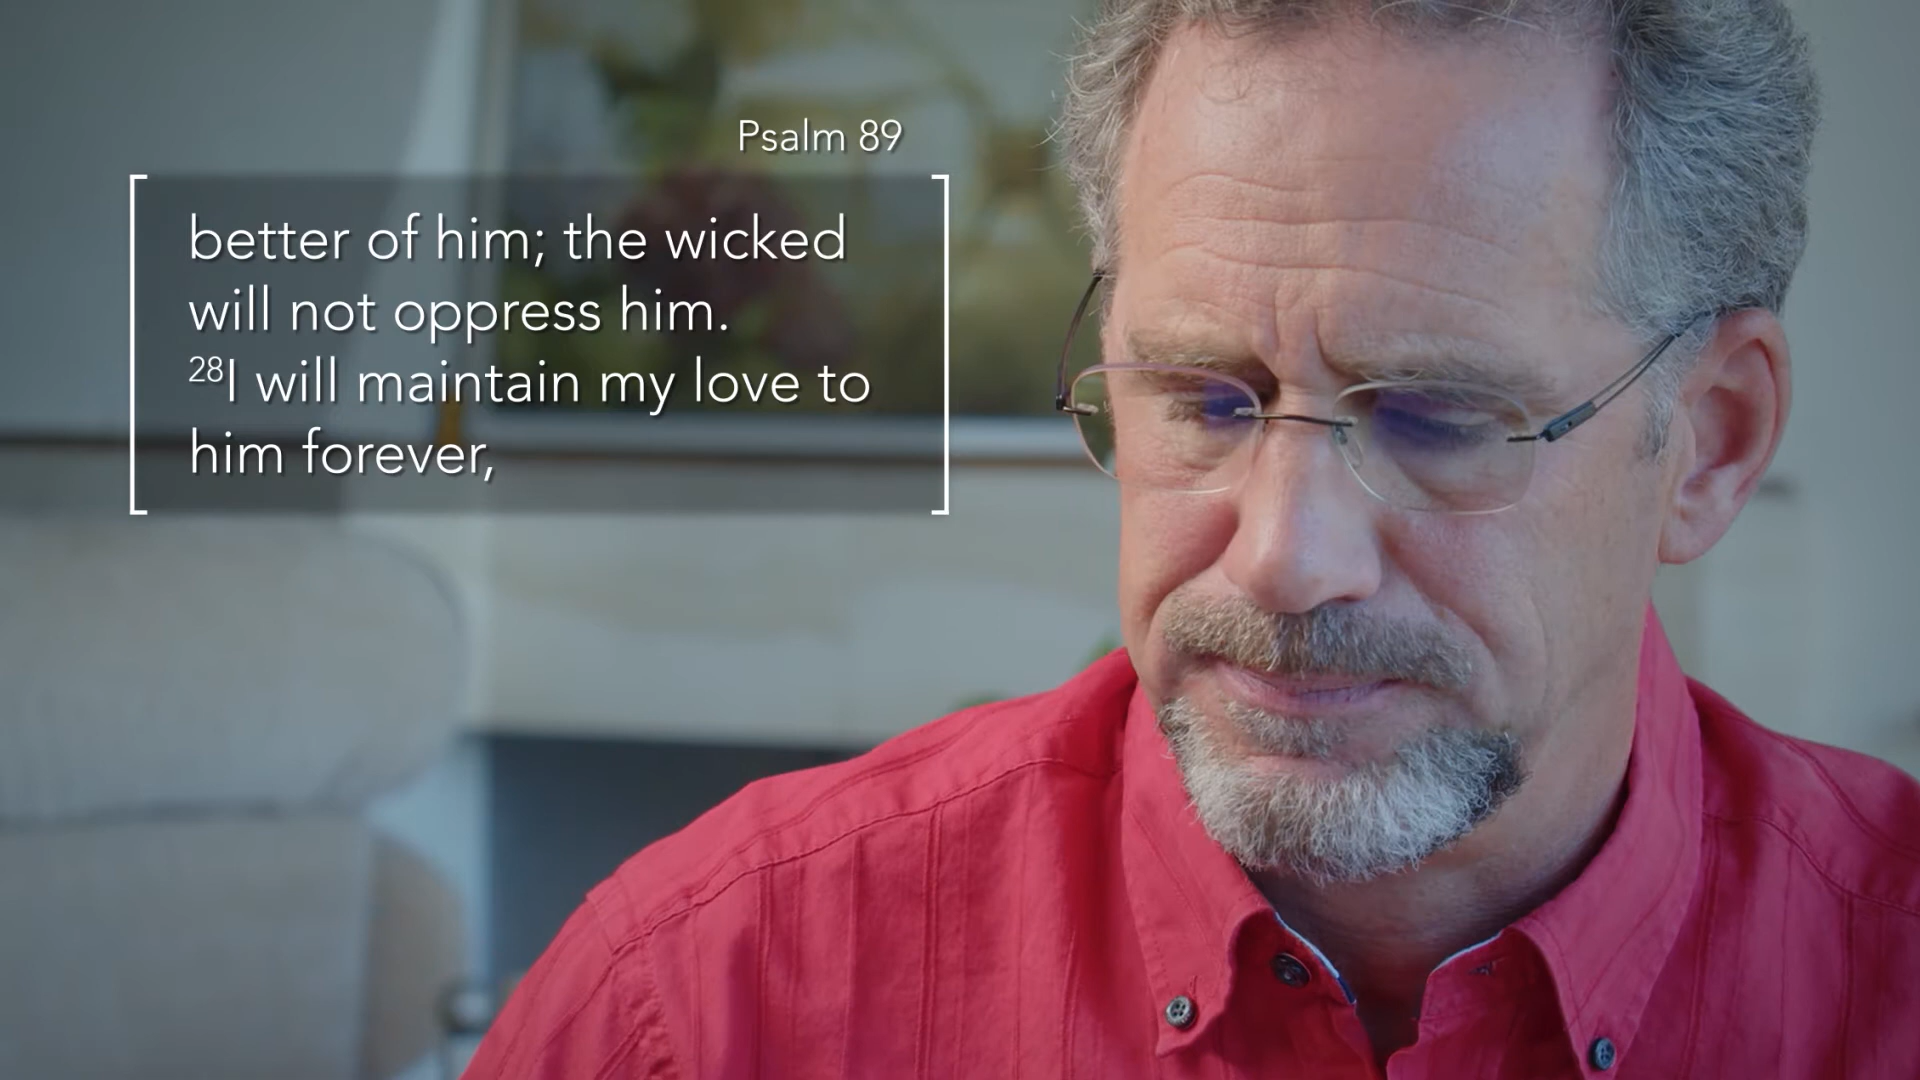 Psalm 89
better of him; the wicked
will not oppress him.
²⁸I will maintain my love to
him forever,